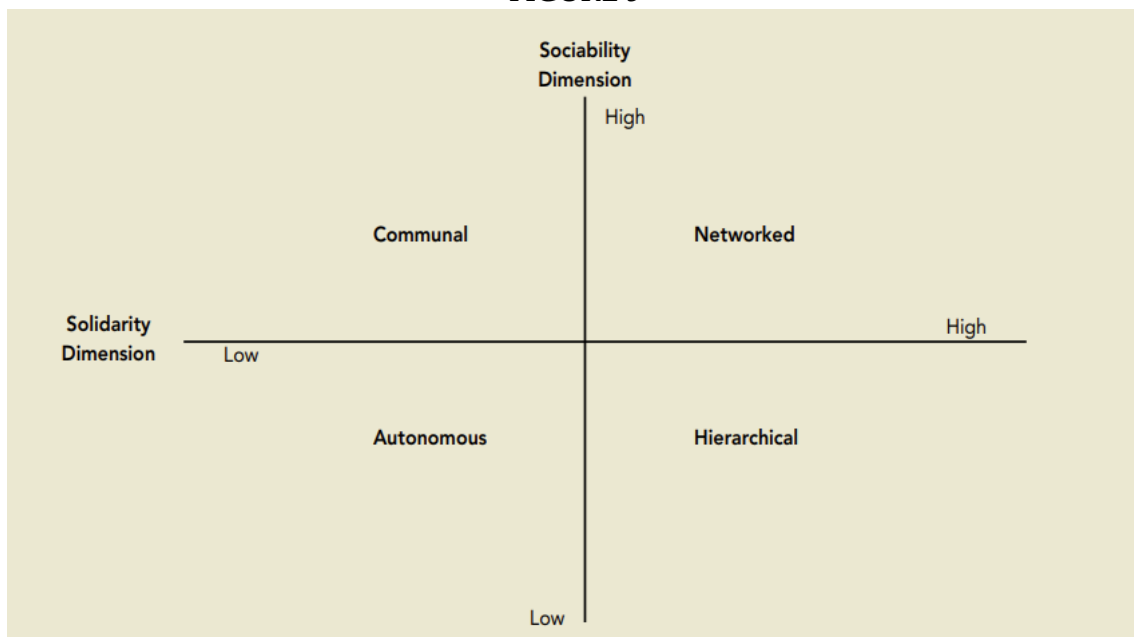 Sociability
Dimension
High
Communal
Networked
Solidarity
Dimension
High
Low
Autonomous
Hierarchical
Low